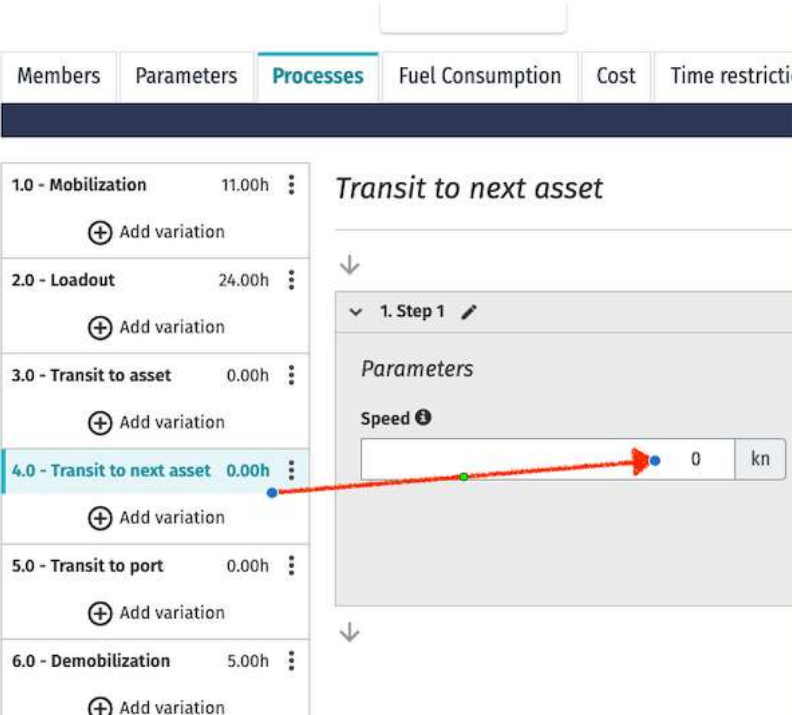 Members Parameters Processes Fuel Consumption Cost
Time
1.0 - Mobilization 11.00h
Add variation
2.0 - Loadout 24.00h
Add variation
3.0 - Transit to asset 0.00h
Add variation
4.0 - Transit to next asset 0.00h
Add variation
5.0 - Transit to port 0.00h
Add variation
6.0 - Demobilization 5.00h
Add variation
Transit to next asset
1. Step 1
Parameters
Speed
0 kn